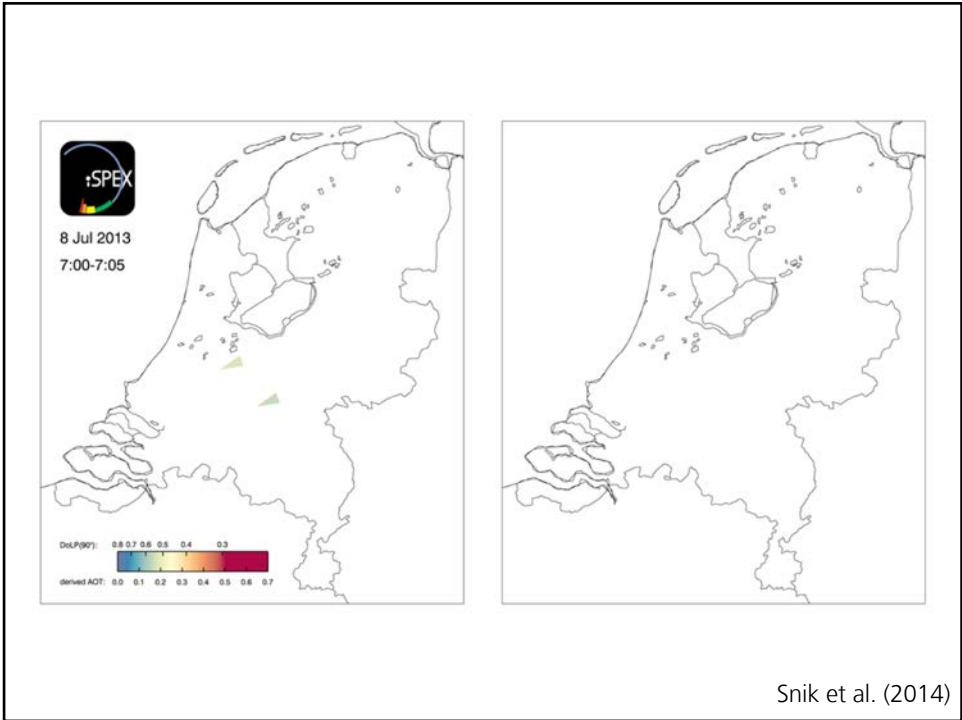 iSPEX
8 Jul 2013
7:00-7:05
DoLP(90°): 0.8 0.7 0.6 0.5 0.4 0.3
derived AOT: 0.0 0.1 0.2 0.3 0.4 0.5 0.6 0.7
Snik et al. (2014)